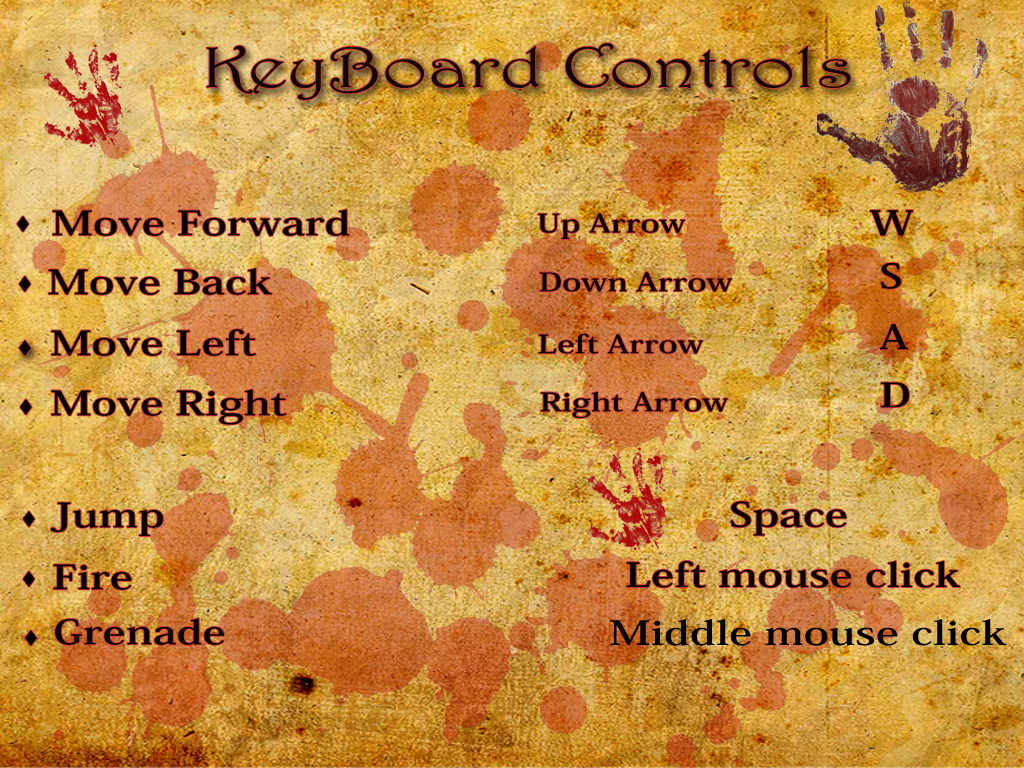 KeyBoard Controls
Move Forward Up Arrow W
Move Back Down Arrow S
Move Left Left Arrow A
Move Right Right Arrow D
Jump Space
Fire Left mouse click
Grenade Middle mouse click